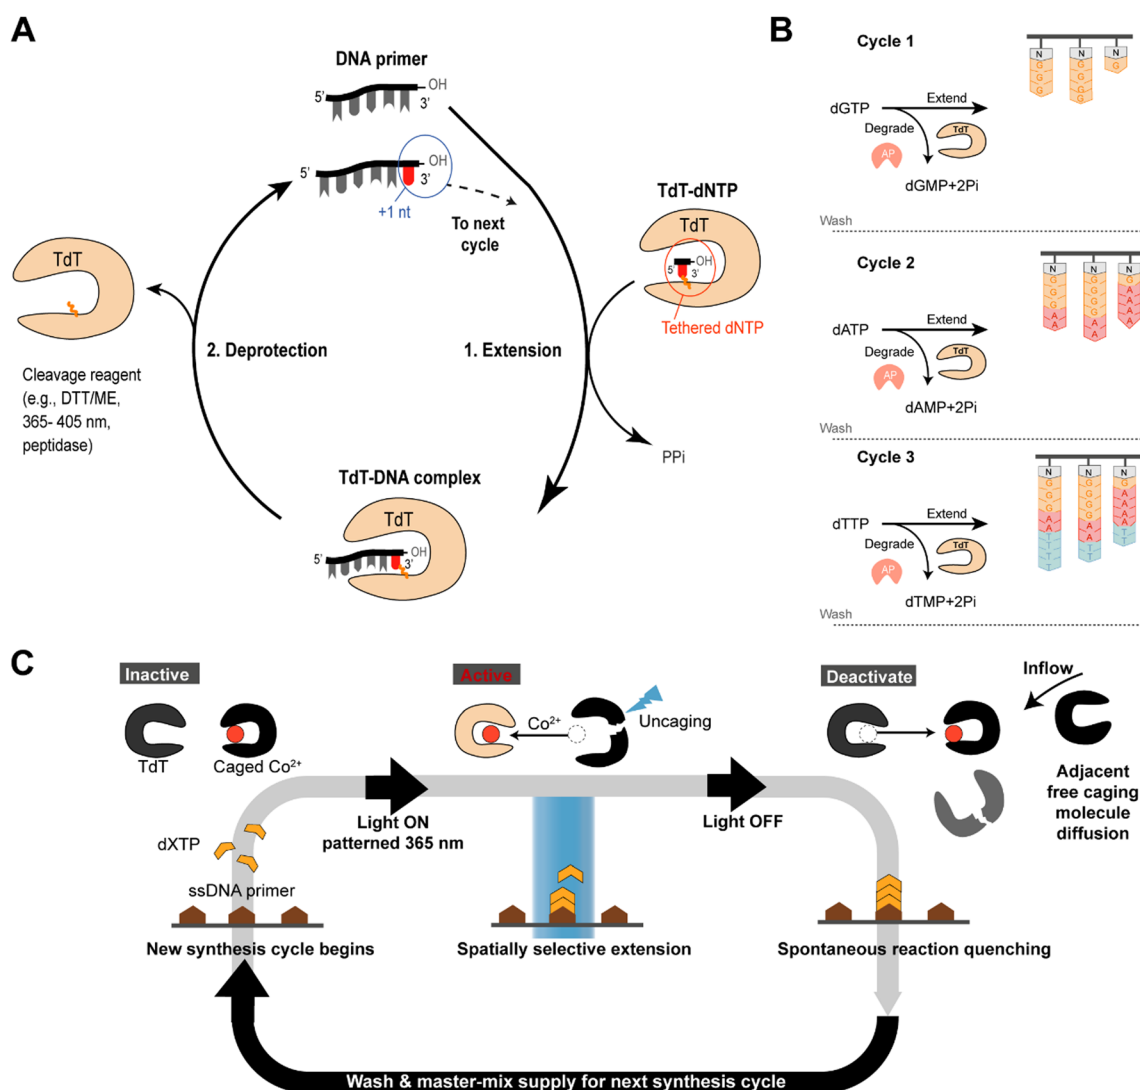 A
DNA primer
5'
OH
3'
5'
OH
3'
+1 nt
To next
cycle
TdT-dNTP
TdT
5'
OH
3'
Tethered dNTP
TdT
2. Deprotection
1. Extension
Cleavage reagent
(e.g., DTT/ME,
365- 405 nm,
peptidase)
PPi
TdT-DNA complex
TdT
5'
OH
3'
B
Cycle 1
dGTP
Extend
Degrade
TdT
AP
dGMP+2Pi
N
G
G
G
N
G
G
G
G
N
G
Wash
Cycle 2
dATP
Extend
Degrade
TdT
AP
dAMP+2Pi
N
G
G
G
A
A
N
G
G
G
G
A
A
N
G
A
A
A
A
Wash
Cycle 3
dTTP
Extend
Degrade
TdT
AP
dTMP+2Pi
N
G
G
G
A
A
T
T
T
T
N
G
G
G
G
A
A
T
T
N
G
A
A
A
A
T
T
Wash
C
Inactive
TdT
Caged Co²⁺
Active
Co²⁺
Uncaging
Deactivate
Inflow
Adjacent
free caging
molecule
diffusion
Light ON
patterned 365 nm
Light OFF
dXTP
ssDNA primer
New synthesis cycle begins
Spatially selective extension
Spontaneous reaction quenching
Wash & master-mix supply for next synthesis cycle